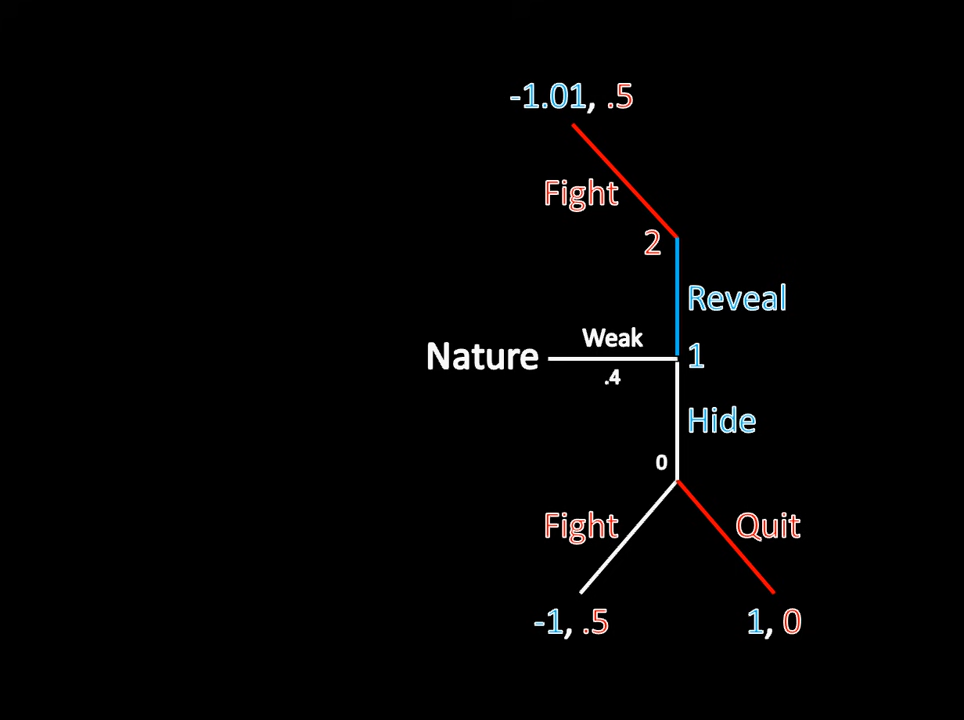 -1.01, .5
Fight
2
Reveal
Weak
Nature
1
.4
Hide
0
Fight
Quit
-1, .5
1, 0